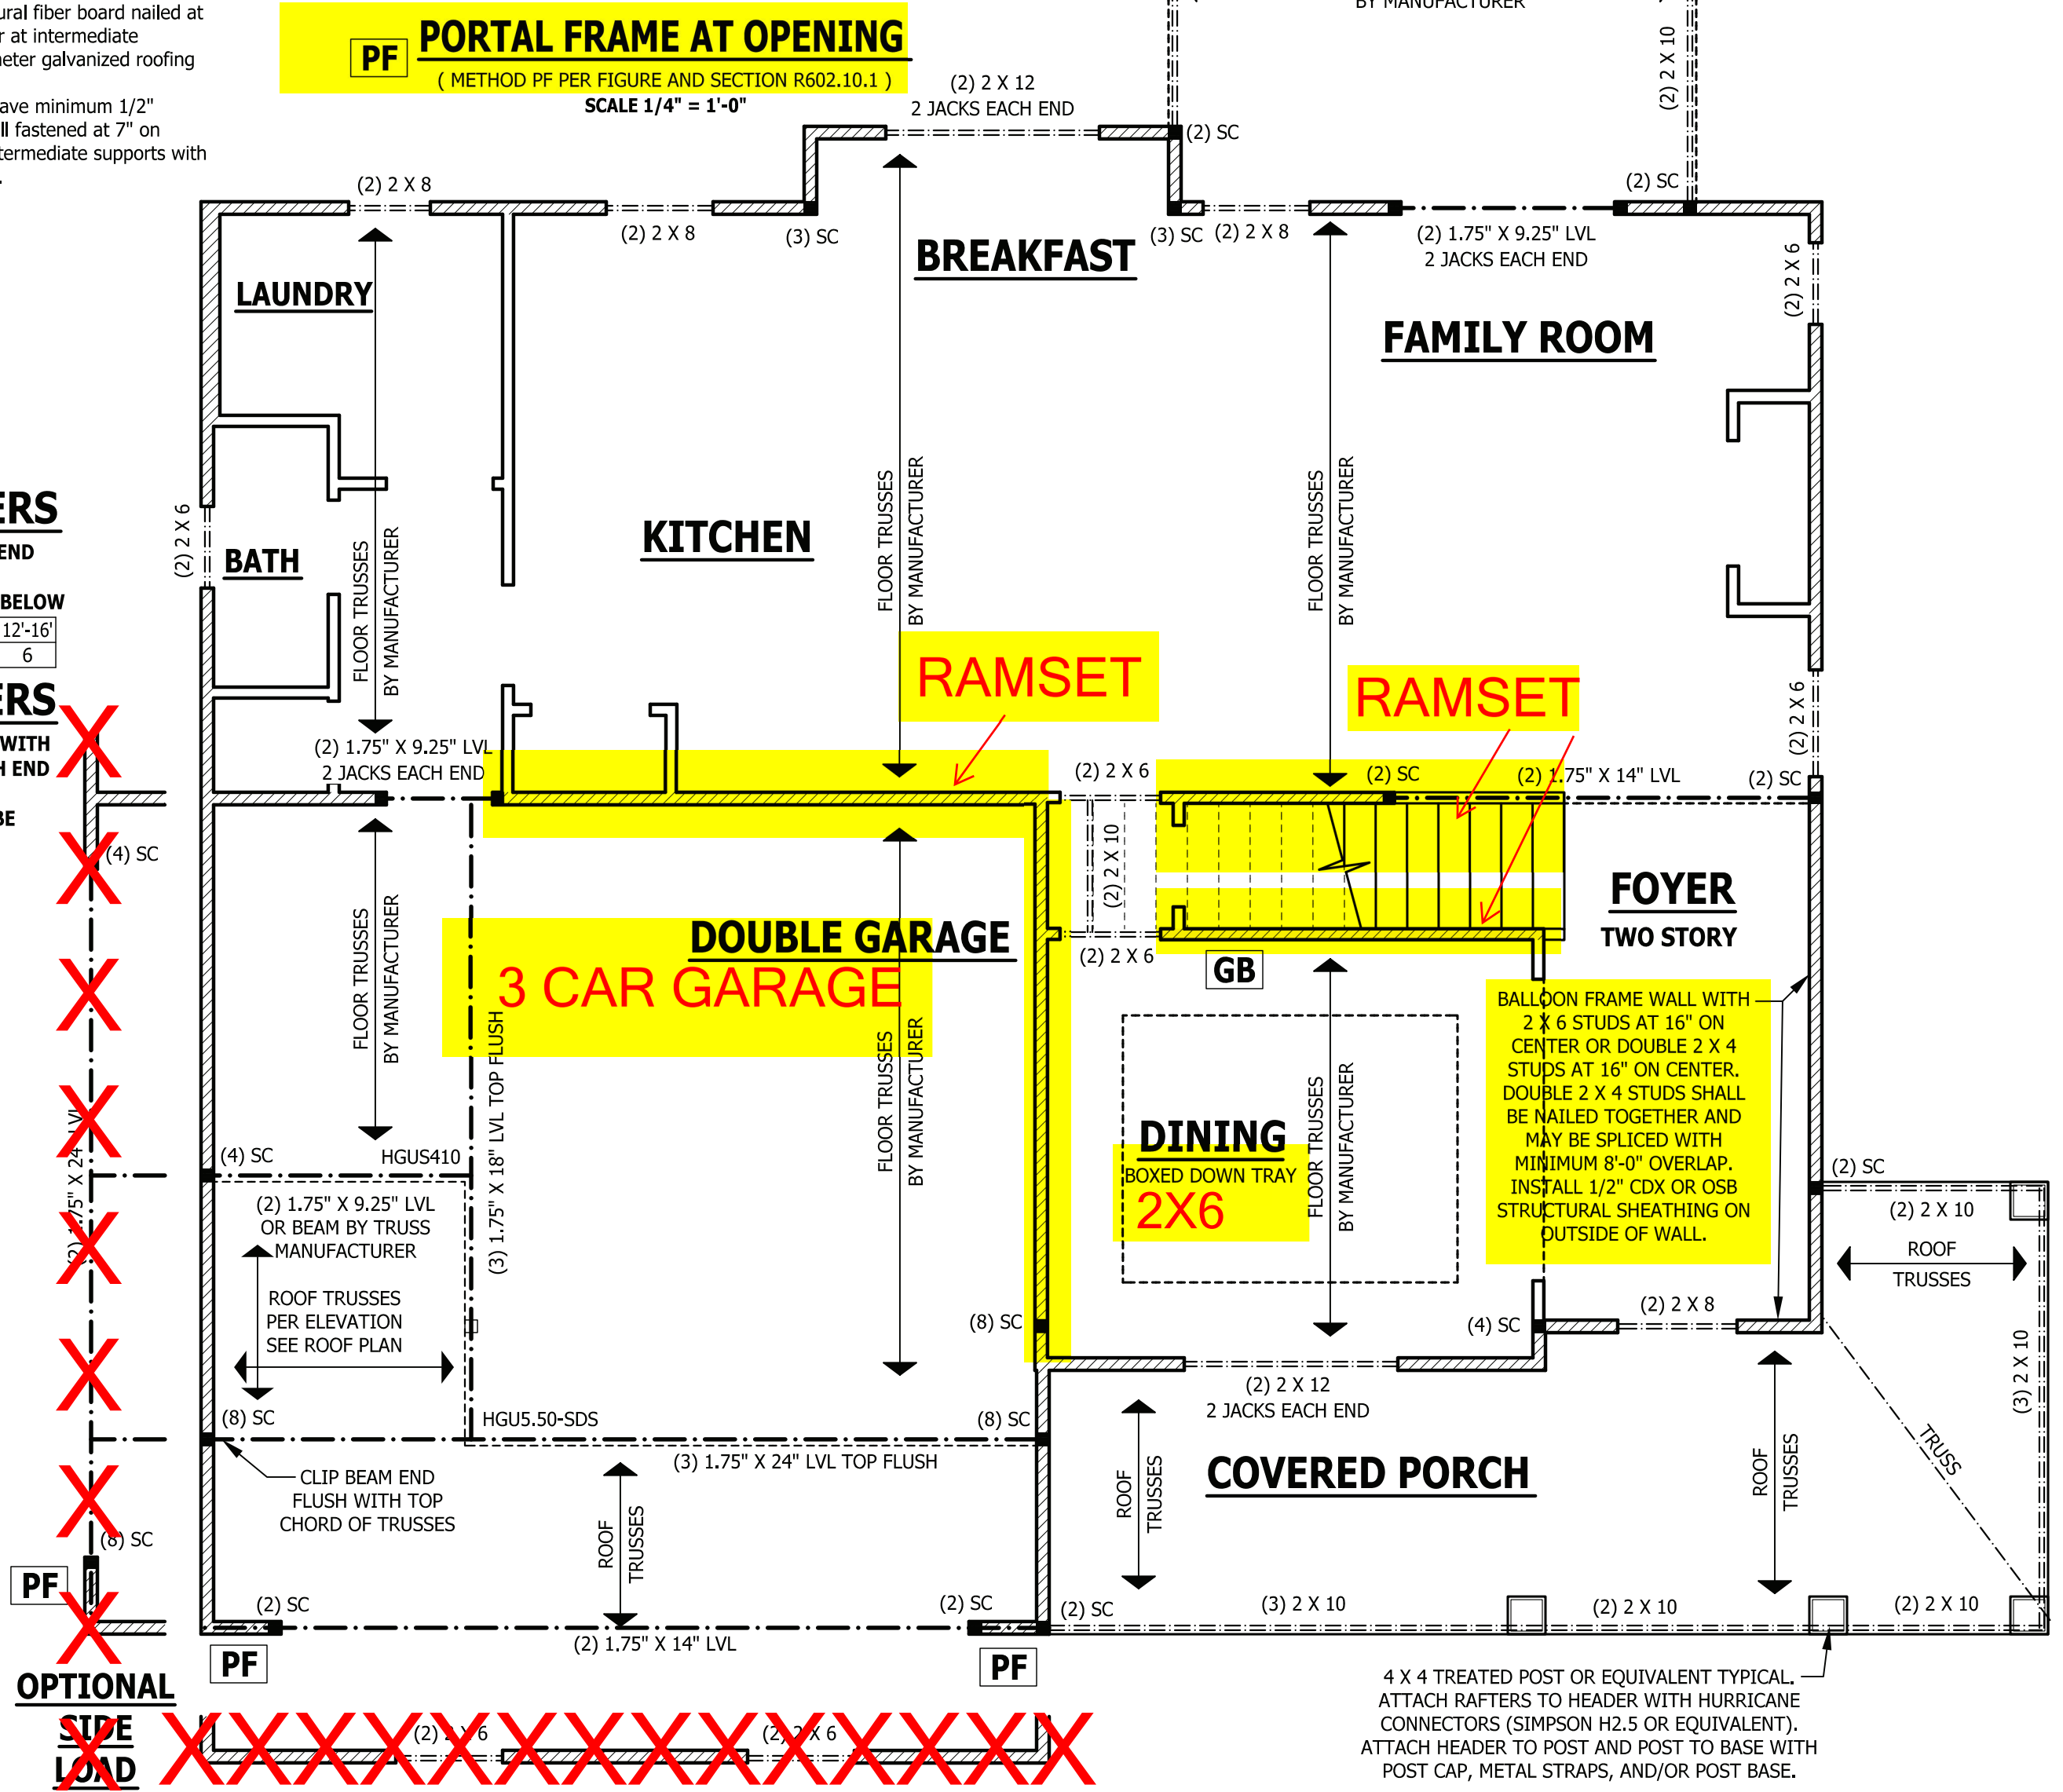 ural fiber board nailed at
r at intermediate
neter galvanized roofing
ave minimum 1/2"
ll fastened at 7" on
termediate supports with
PF
PORTAL FRAME AT OPENING
( METHOD PF PER FIGURE AND SECTION R602.10.1 )
SCALE 1/4" = 1'-0"
BY MANUFACTURER
(2) 2 X 10
(2) 2 X 12
2 JACKS EACH END
(2) SC
(2) 2 X 8
(2) 2 X 8
(3) SC
(3) SC
(2) 2 X 8
(2) SC
(2) 1.75" X 9.25" LVL
2 JACKS EACH END
(2) 2 X 6
BREAKFAST
LAUNDRY
FAMILY ROOM
ERS
END
BELOW
12'-16'
6
ERS
WITH
H END
BE
(2) 2 X 6
BATH
FLOOR TRUSSES
BY MANUFACTURER
KITCHEN
FLOOR TRUSSES
BY MANUFACTURER
FLOOR TRUSSES
BY MANUFACTURER
RAMSET
RAMSET
(2) 2 X 6
(2) 1.75" X 9.25" LVL
2 JACKS EACH END
(2) 2 X 6
(2) SC
(2) 1.75" X 14" LVL
(2) SC
(4) SC
(2) 2 X 10
FLOOR TRUSSES
BY MANUFACTURER
DOUBLE GARAGE
3 CAR GARAGE
FLOOR TRUSSES
BY MANUFACTURER
(2) 2 X 6
GB
FOYER
TWO STORY
BALLOON FRAME WALL WITH
2 X 6 STUDS AT 16" ON
CENTER OR DOUBLE 2 X 4
STUDS AT 16" ON CENTER.
DOUBLE 2 X 4 STUDS SHALL
BE NAILED TOGETHER AND
MAY BE SPLICED WITH
MINIMUM 8'-0" OVERLAP.
INSTALL 1/2" CDX OR OSB
STRUCTURAL SHEATHING ON
OUTSIDE OF WALL.
(2) 1.75" X 24" LVL
(3) 1.75" X 18" LVL TOP FLUSH
DINING
BOXED DOWN TRAY
2X6
FLOOR TRUSSES
BY MANUFACTURER
(4) SC
HGUS410
(2) 1.75" X 9.25" LVL
OR BEAM BY TRUSS
MANUFACTURER
ROOF TRUSSES
PER ELEVATION
SEE ROOF PLAN
(2) SC
(2) 2 X 10
ROOF
TRUSSES
(8) SC
(4) SC
(2) 2 X 8
(3) 2 X 10
(2) 2 X 12
2 JACKS EACH END
(8) SC
HGU5.50-SDS
(8) SC
(3) 1.75" X 24" LVL TOP FLUSH
CLIP BEAM END
FLUSH WITH TOP
CHORD OF TRUSSES
ROOF
TRUSSES
ROOF
TRUSSES
COVERED PORCH
ROOF
TRUSSES
TRUSS
(8) SC
PF
(2) SC
(2) SC
(2) SC
(3) 2 X 10
(2) 2 X 10
(2) 2 X 10
(2) 1.75" X 14" LVL
PF
PF
OPTIONAL
SIDE
LOAD
(2) 2 X 6
(2) 2 X 6
4 X 4 TREATED POST OR EQUIVALENT TYPICAL.
ATTACH RAFTERS TO HEADER WITH HURRICANE
CONNECTORS (SIMPSON H2.5 OR EQUIVALENT).
ATTACH HEADER TO POST AND POST TO BASE WITH
POST CAP, METAL STRAPS, AND/OR POST BASE.